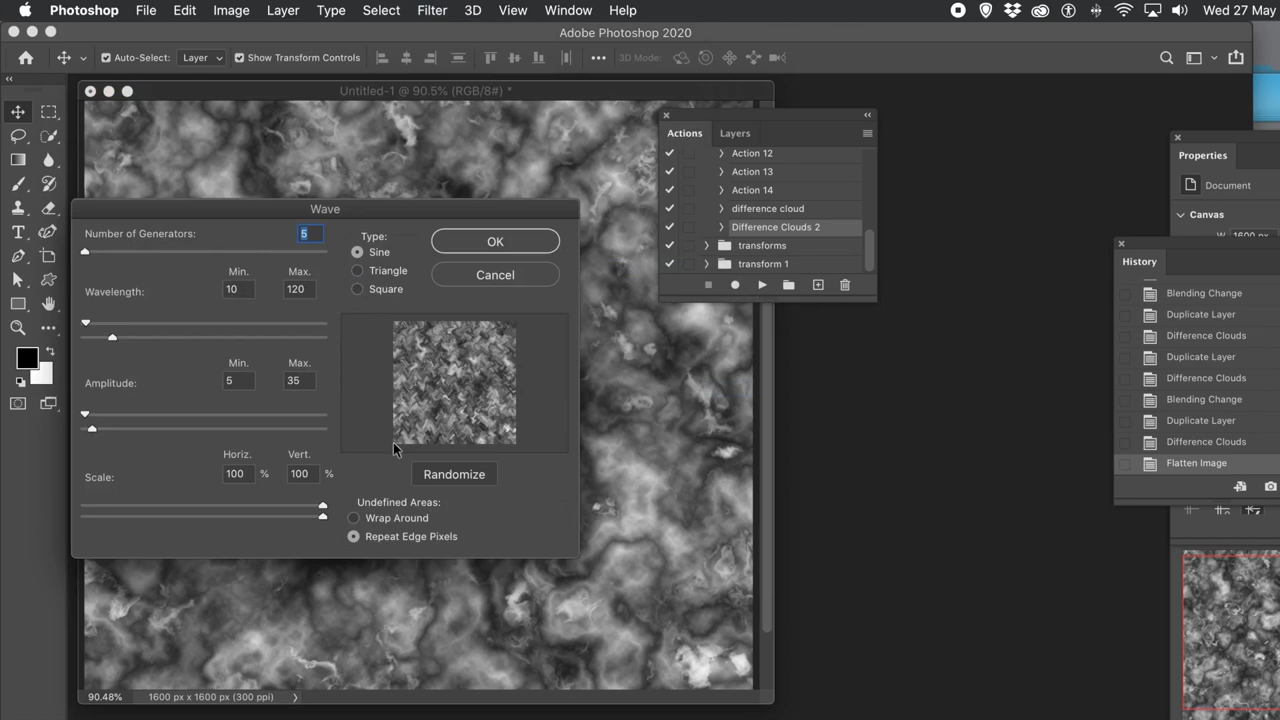 Photoshop File Edit Image Layer Type Select Filter 3D View Window Help Wed 27 May
Adobe Photoshop 2020
Auto-Select: Layer Show Transform Controls 3D Mode:
Untitled-1 @ 90.5% (RGB/8#) *
Actions Layers
Action 12
Action 13
Action 14
difference cloud
Difference Clouds 2
transforms
transform 1
Wave
Number of Generators: 5
Type:
Sine
Triangle
Square
OK
Cancel
Min. Max.
Wavelength: 10 120
Min. Max.
Amplitude: 5 35
Horiz. Vert.
Scale: 100 % 100 %
Randomize
Undefined Areas:
Wrap Around
Repeat Edge Pixels
Properties
Document
Canvas
W 1600 px
History
Blending Change
Duplicate Layer
Difference Clouds
Duplicate Layer
Difference Clouds
Blending Change
Duplicate Layer
Difference Clouds
Flatten Image
90.48% 1600 px x 1600 px (300 ppi)